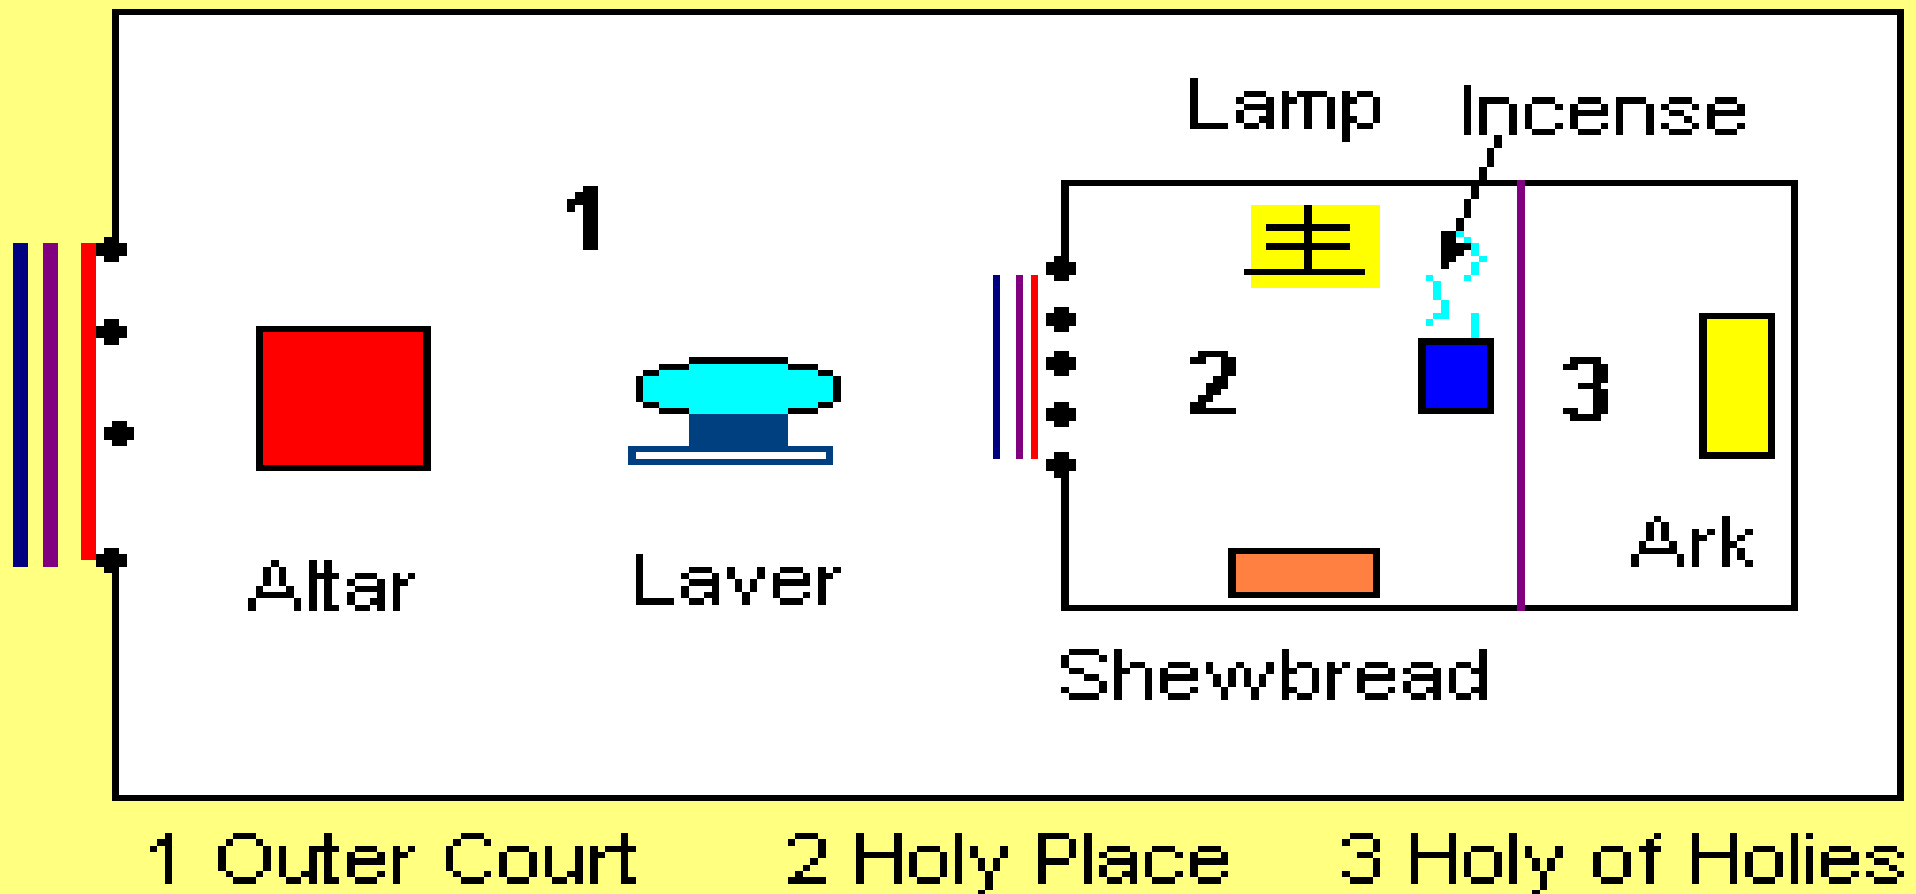 Lamp Incense
1
2
3
Ark
Altar
Laver
Shewbread
1 Outer Court 2 Holy Place 3 Holy of Holies